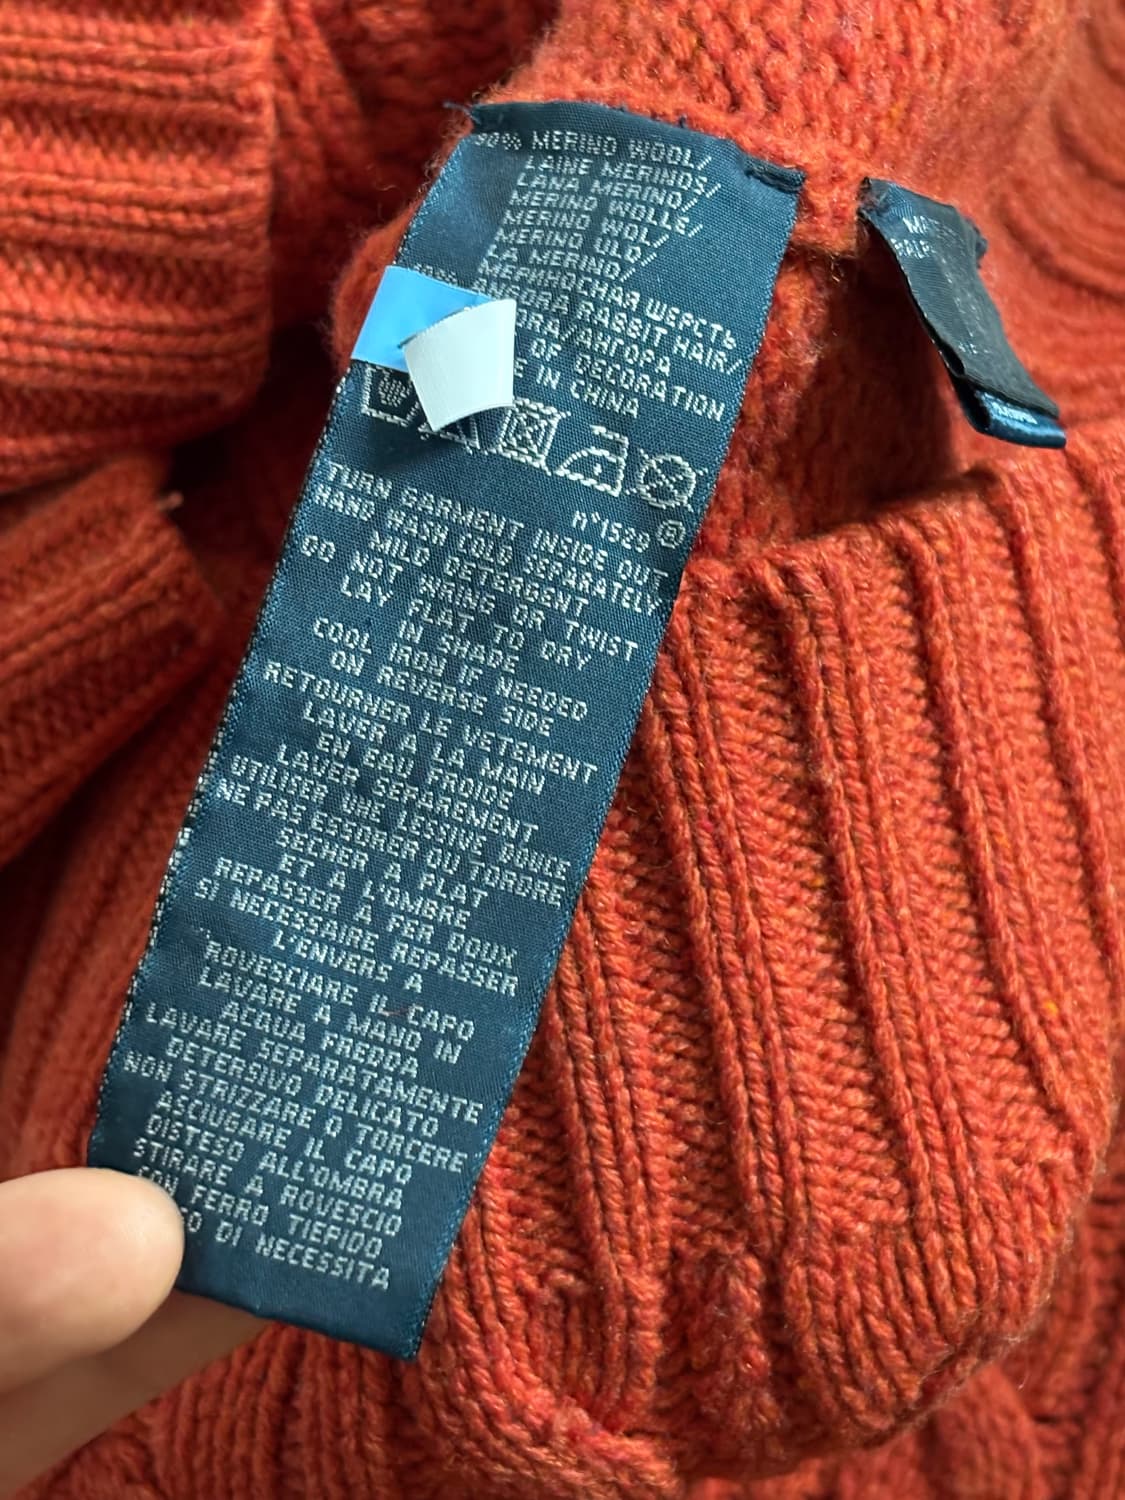 MERINO WOOL/
LAINE MERINOS/
LANA MERINO/
MERINO WOLLE/
MERINO WOL/
MERINO ULD/
LA MERINO/
МЕРИНОСНАЯ ШЕРСТЬ
ANGORA RABBIT HAIR/
АНГОРА
OF DECORATION
IN CHINA
n°1529 ®
TURN GARMENT INSIDE OUT
HAND WASH COLD SEPARATELY
MILD DETERGENT
DO NOT WRING OR TWIST
LAY FLAT TO DRY
IN SHADE
COOL IRON IF NEEDED
ON REVERSE SIDE
RETOURNER LE VETEMENT
LAVER A LA MAIN
EN EAU FROIDE
LAVER SEPAREMENT
UTILISER UNE LESSIVE DOUCE
NE PAS ESSORER OU TORDRE
SECHER A PLAT
ET A L'OMBRE
REPASSER A FER DOUX
SI NECESSAIRE REPASSER
L'ENVERS A
ROVESCIARE IL CAPO
LAVARE A MANO IN
ACQUA FREDDA
LAVARE SEPARATAMENTE
DETERSIVO DELICATO
NON STRIZZARE O TORCERE
ASCIUGARE IL CAPO
DISTESO ALL'OMBRA
STIRARE A ROVESCIO
FERRO TIEPIDO
DI NECESSITA